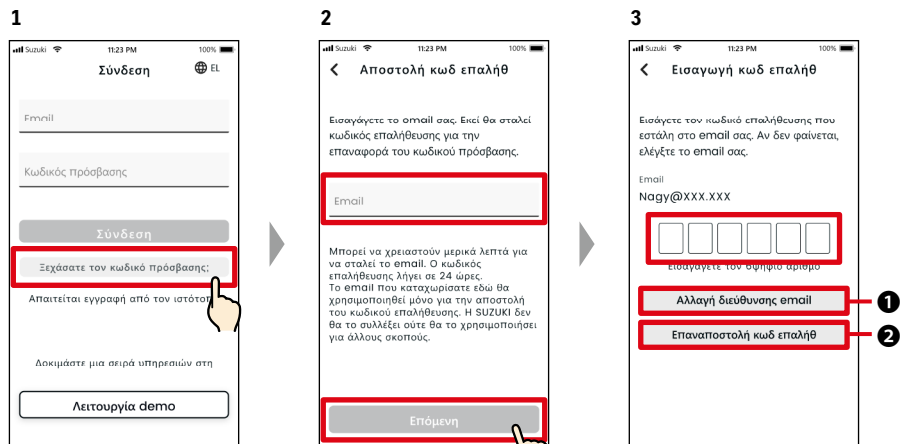 1
Suzuki 11:23 PM 100%
Σύνδεση
EL
Email
Κωδικός πρόσβασης
Σύνδεση
Ξεχάσατε τον κωδικό πρόσβασης;
Απαιτείται εγγραφή από τον ιστότοπ
Δοκιμάστε μια σειρά υπηρεσιών στη
Λειτουργία demo
2
Suzuki 11:23 PM 100%
Αποστολή κωδ επαλήθ
Εισαγάγετε το email σας. Εκεί θα σταλεί
κωδικός επαλήθευσης για την
επαναφορά του κωδικού πρόσβασης.
Email
Μπορεί να χρειαστούν μερικά λεπτά για
να σταλεί το email. Ο κωδικός
επαλήθευσης λήγει σε 24 ώρες.
Το email που καταχωρίσατε εδώ θα
χρησιμοποιηθεί μόνο για την αποστολή
του κωδικού επαλήθευσης. Η SUZUKI δεν
θα το συλλέξει ούτε θα το χρησιμοποιήσει
για άλλους σκοπούς.
Επόμενη
3
Suzuki 11:23 PM 100%
Εισαγωγή κωδ επαλήθ
Εισάγετε τον κωδικό επαλήθευσης που
εστάλη στο email σας. Αν δεν φαίνεται,
ελέγξτε το email σας.
Email
Nagy@XXX.XXX
Εισαγάγετε τον 6ψήφιο αριθμό
Αλλαγή διεύθυνσης email
1
Επαναποστολή κωδ επαλήθ
2